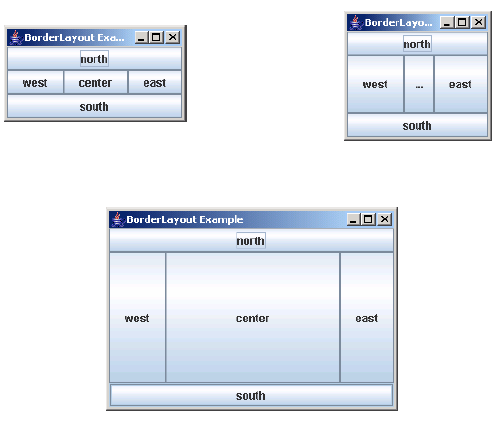 BorderLayout Exa...
north
west center east
south
BorderLayo...
north
west ... east
south
BorderLayout Example
north
west center east
south